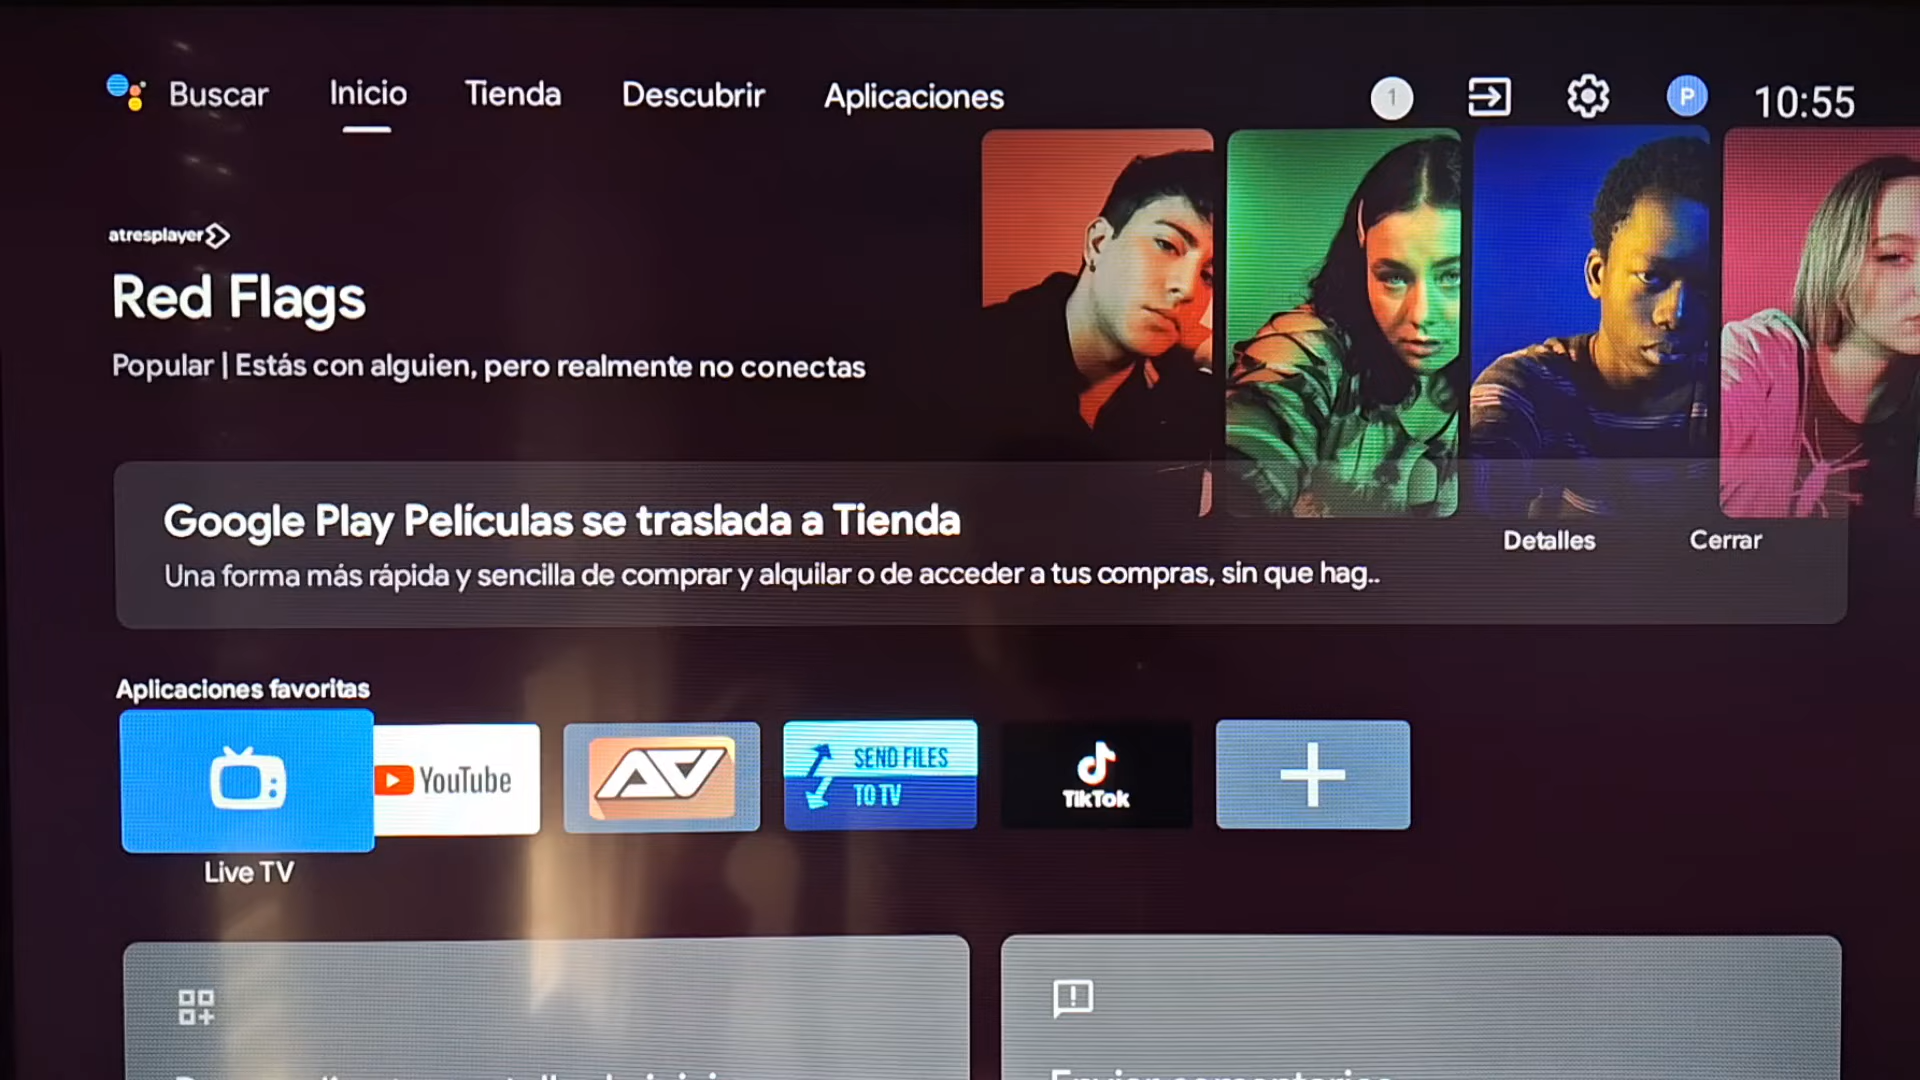 Buscar
Inicio
Tienda
Descubrir
Aplicaciones
1
P
10:55
atresplayer
Red Flags
Popular | Estás con alguien, pero realmente no conectas
Google Play Películas se traslada a Tienda
Una forma más rápida y sencilla de comprar y alquilar o de acceder a tus compras, sin que hag..
Detalles
Cerrar
Aplicaciones favoritas
YouTube
SEND FILES
TO TV
TikTok
Live TV
Enviar comentarios